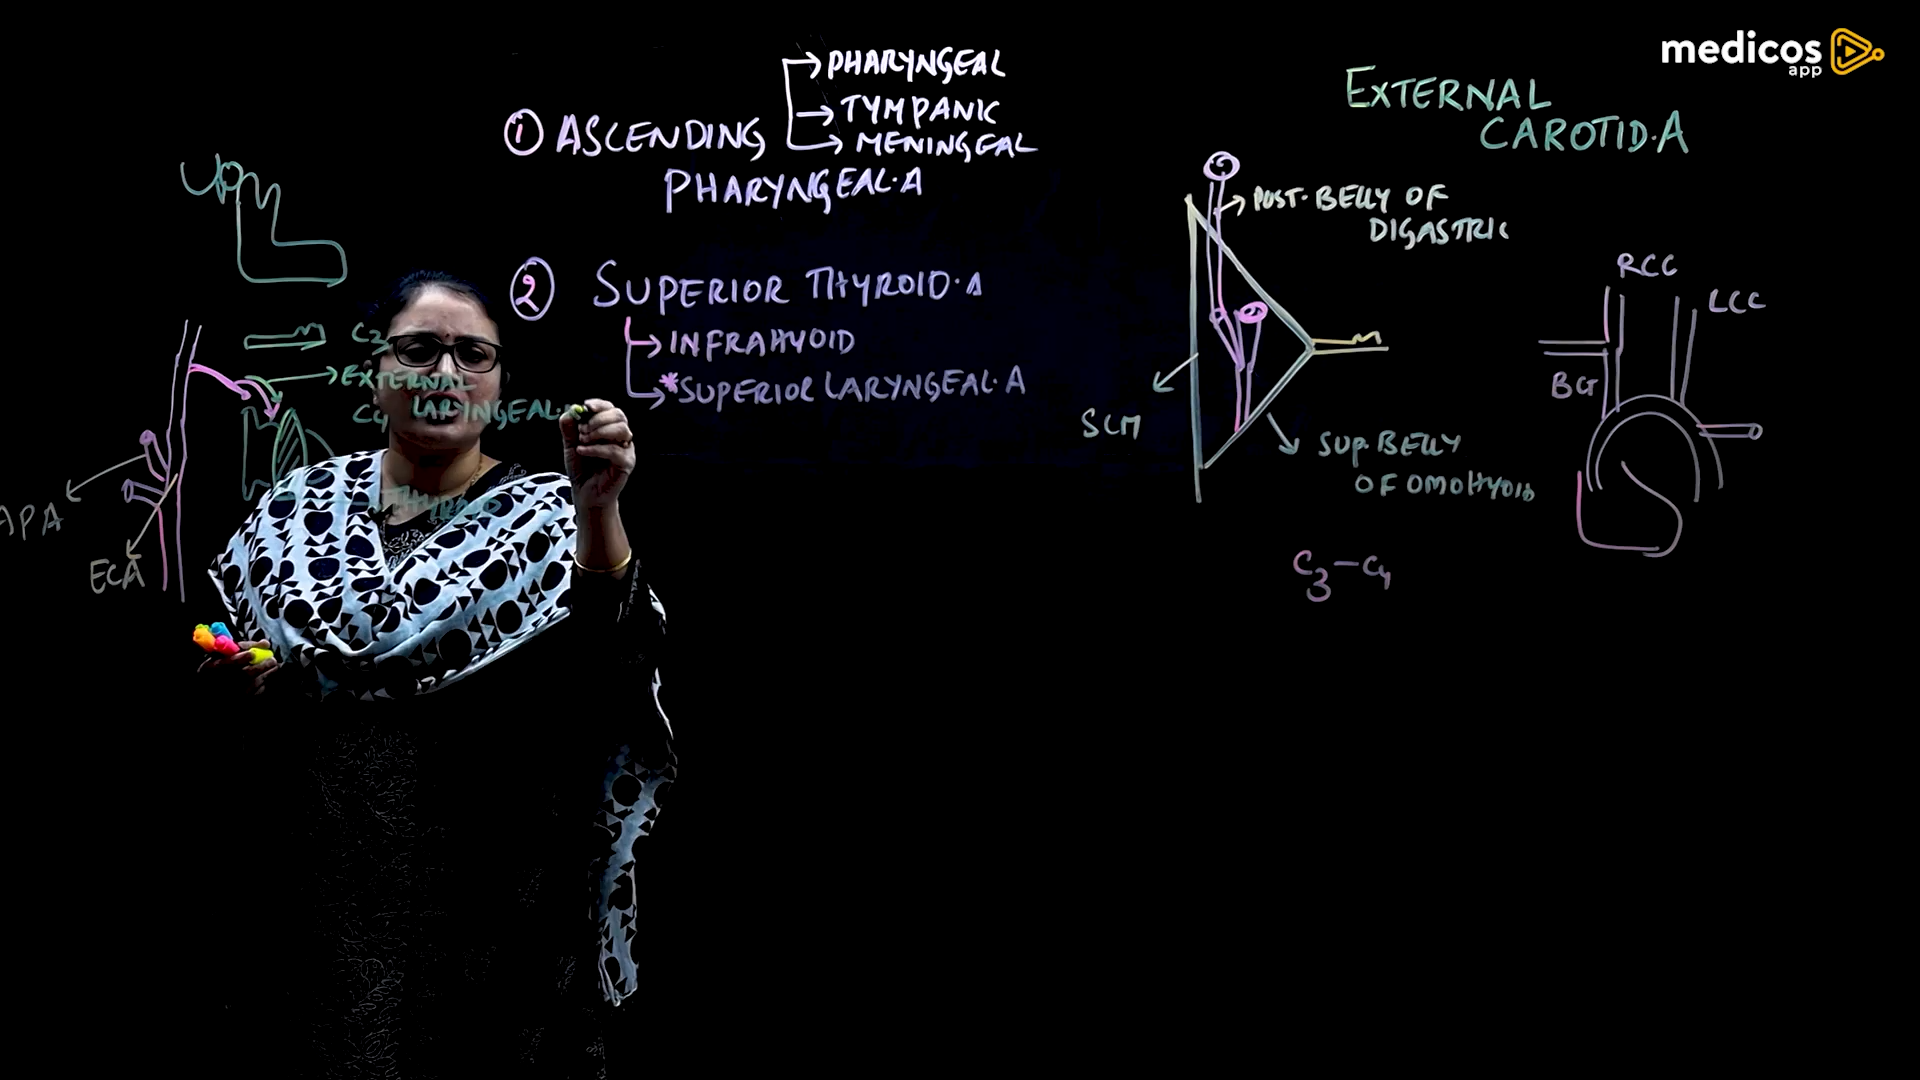 medicos
app
EXTERNAL
CAROTID.A
PHARYNGEAL
TYMPANIC
MENINGEAL
① ASCENDING
PHARYNGEAL.A
② SUPERIOR THYROID.A
INFRAHYOID
*SUPERIOR LARYNGEAL.A
C3
EXTERNAL
LARYNGEAL.
C4
THYROID
APA
ECA
POST. BELLY OF
DIGASTRIC
SCM
SUP. BELLY
OF OMOHYOID
C3-C4
RCC
LCC
BCT